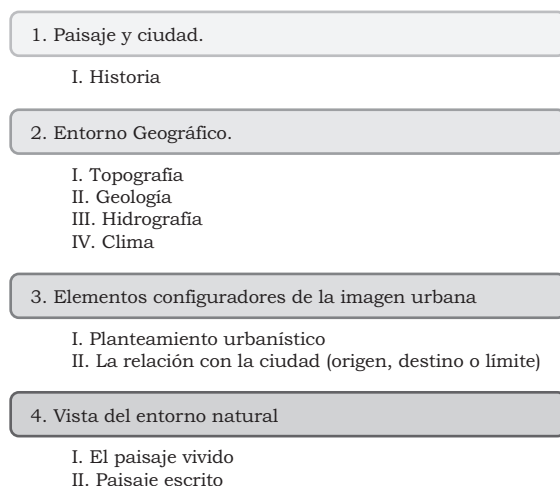 1. Paisaje y ciudad.
I. Historia
2. Entorno Geográfico.
I. Topografía
II. Geología
III. Hidrografía
IV. Clima
3. Elementos configuradores de la imagen urbana
I. Planteamiento urbanístico
II. La relación con la ciudad (origen, destino o límite)
4. Vista del entorno natural
I. El paisaje vivido
II. Paisaje escrito